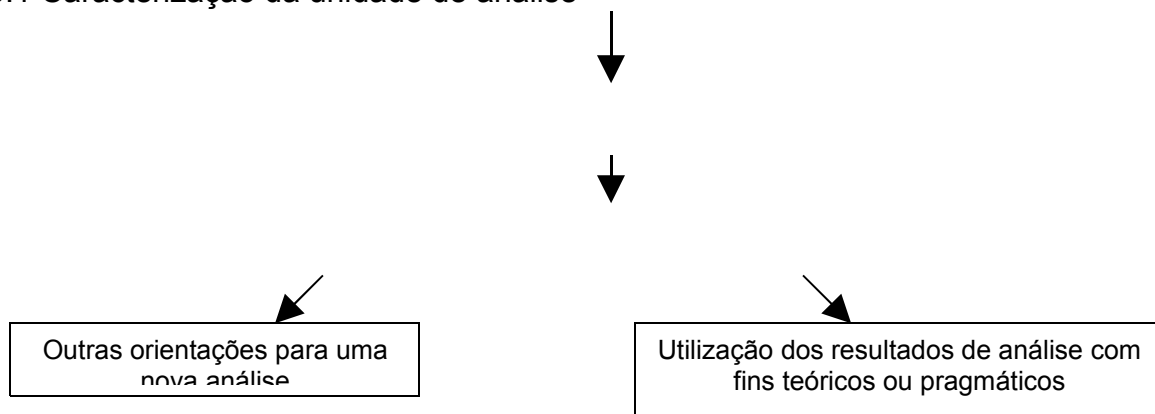 Caracterização da unidade de análise
Outras orientações para uma
nova análise
Utilização dos resultados de análise com
fins teóricos ou pragmáticos